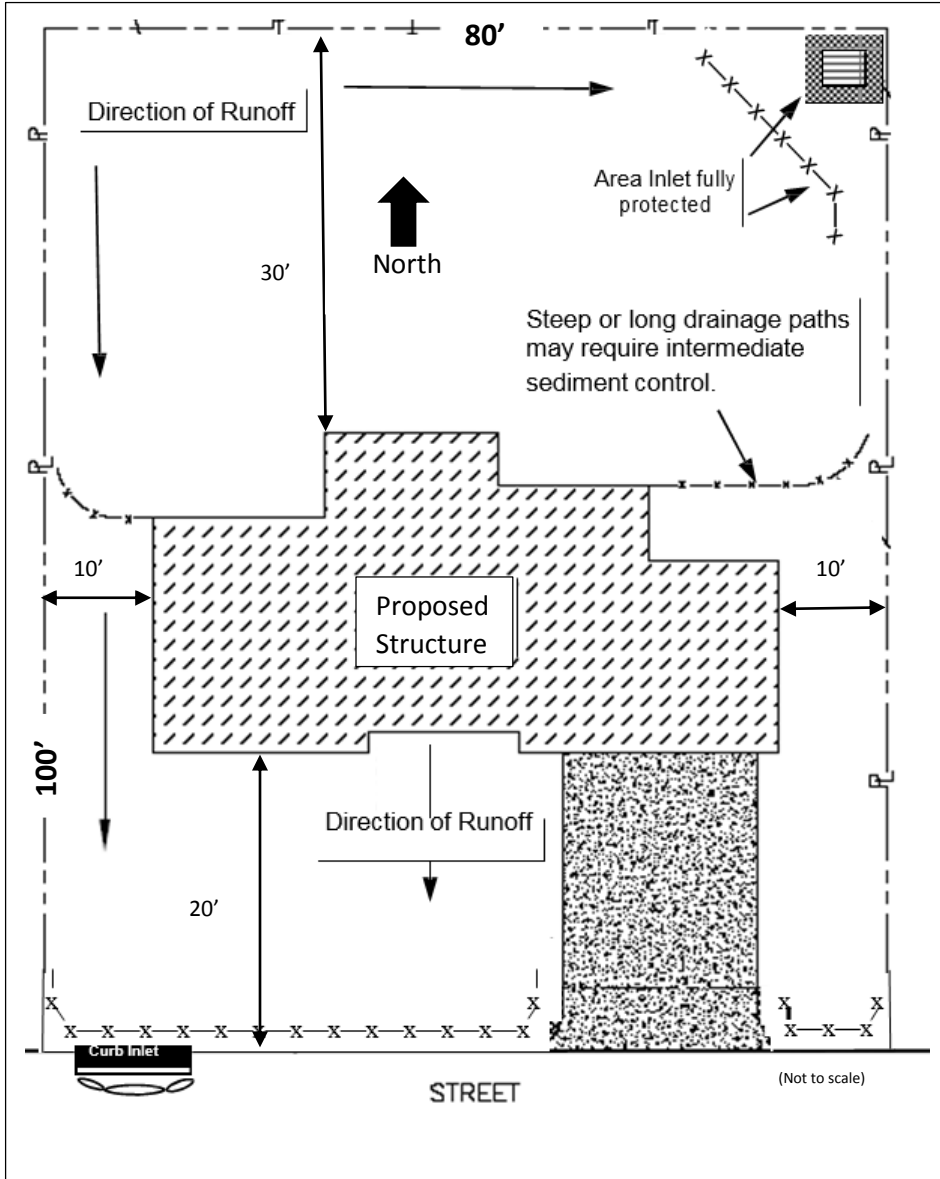 80’
Direction of Runoff
Area Inlet fully
protected
North
30’
Steep or long drainage paths
may require intermediate
sediment control.
10’
10’
Proposed
Structure
100’
Direction of Runoff
20’
Curb Inlet
STREET
(Not to scale)